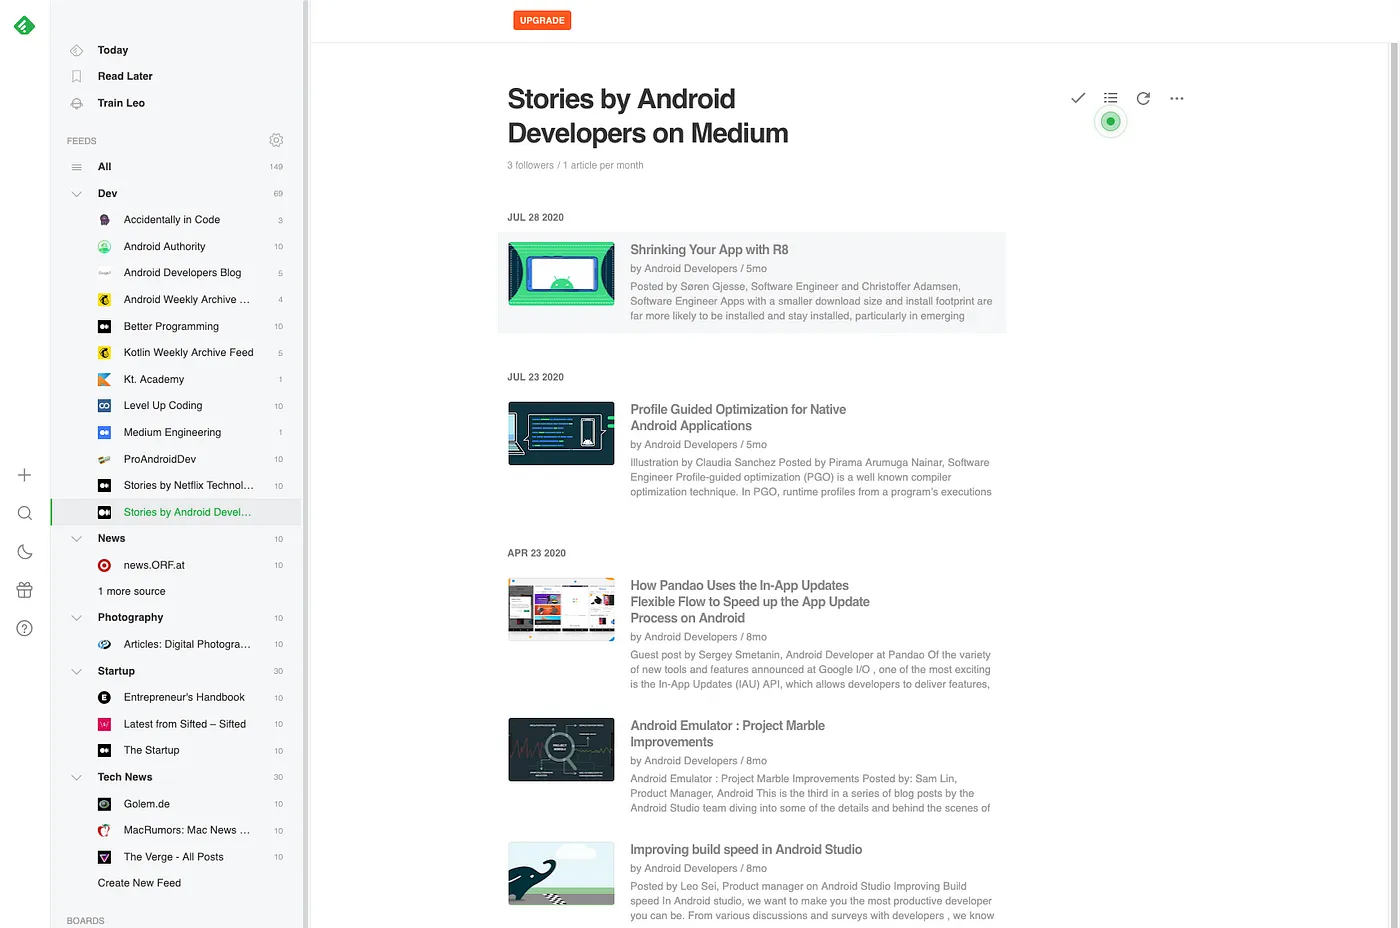 UPGRADE
Today
Read Later
Train Leo
FEEDS
All 149
Dev 69
Accidentally in Code 3
Android Authority 10
Android Developers Blog 5
Android Weekly Archive ... 4
Better Programming 10
Kotlin Weekly Archive Feed 5
Kt. Academy 1
Level Up Coding 10
Medium Engineering 1
ProAndroidDev 10
Stories by Netflix Technol... 10
Stories by Android Devel...
News 10
news.ORF.at 10
1 more source
Photography 10
Articles: Digital Photogra... 10
Startup 30
Entrepreneur's Handbook 10
Latest from Sifted – Sifted 10
The Startup 10
Tech News 30
Golem.de 10
MacRumors: Mac News ... 10
The Verge - All Posts 10
Create New Feed
BOARDS
Stories by Android
Developers on Medium
3 followers / 1 article per month
JUL 28 2020
Shrinking Your App with R8
by Android Developers / 5mo
Posted by Søren Gjesse, Software Engineer and Christoffer Adamsen,
Software Engineer Apps with a smaller download size and install footprint are
far more likely to be installed and stay installed, particularly in emerging
JUL 23 2020
Profile Guided Optimization for Native
Android Applications
by Android Developers / 5mo
Illustration by Claudia Sanchez Posted by Pirama Arumuga Nainar, Software
Engineer Profile-guided optimization (PGO) is a well known compiler
optimization technique. In PGO, runtime profiles from a program's executions
APR 23 2020
How Pandao Uses the In-App Updates
Flexible Flow to Speed up the App Update
Process on Android
by Android Developers / 8mo
Guest post by Sergey Smetanin, Android Developer at Pandao Of the variety
of new tools and features announced at Google I/O , one of the most exciting
is the In-App Updates (IAU) API, which allows developers to deliver features,
PROJECT
MARBLE
Android Emulator : Project Marble
Improvements
by Android Developers / 8mo
Android Emulator : Project Marble Improvements Posted by: Sam Lin,
Product Manager, Android This is the third in a series of blog posts by the
Android Studio team diving into some of the details and behind the scenes of
Improving build speed in Android Studio
by Android Developers / 8mo
Posted by Leo Sei, Product manager on Android Studio Improving Build
speed In Android studio, we want to make you the most productive developer
you can be. From various discussions and surveys with developers , we know